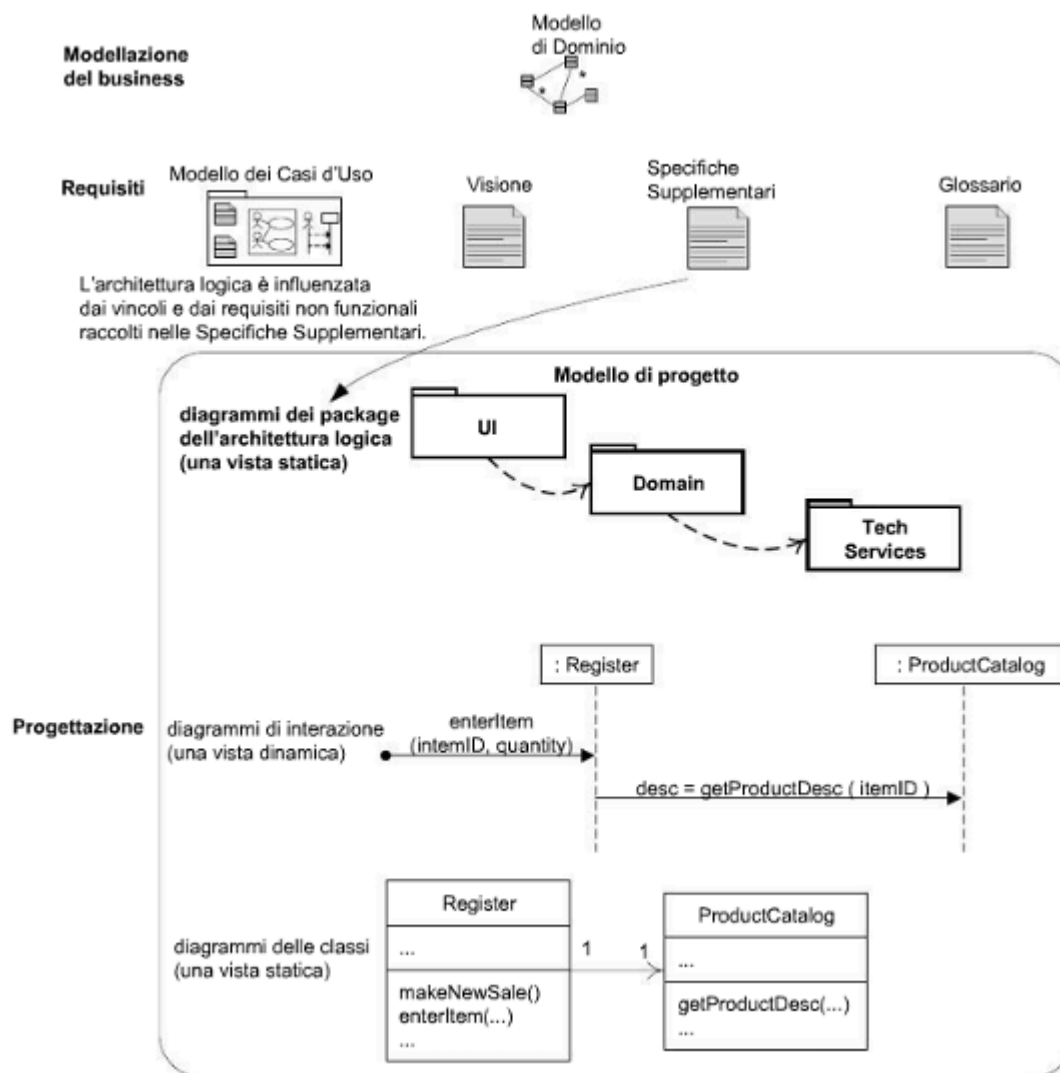 Modellazione
del business
Modello
di Dominio
*
*
Requisiti
Modello dei Casi d'Uso
Visione
Specifiche
Supplementari
Glossario
L'architettura logica è influenzata
dai vincoli e dai requisiti non funzionali
raccolti nelle Specifiche Supplementari.
Modello di progetto
diagrammi dei package
dell'architettura logica
(una vista statica)
UI
Domain
Tech
Services
: Register
: ProductCatalog
Progettazione
diagrammi di interazione
(una vista dinamica)
enterItem
(intemID, quantity)
desc = getProductDesc ( itemID )
diagrammi delle classi
(una vista statica)
Register
...
makeNewSale()
enterItem(...)
...
1
1
ProductCatalog
...
getProductDesc(...)
...